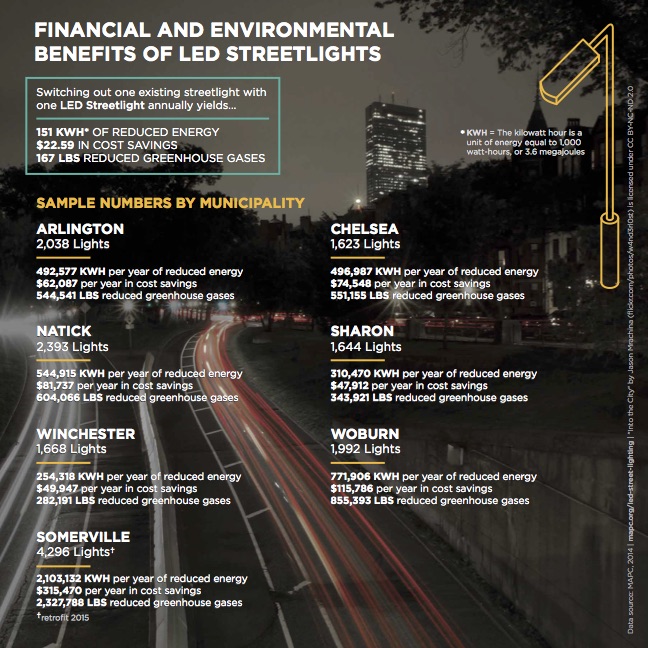 FINANCIAL AND ENVIRONMENTAL
BENEFITS OF LED STREETLIGHTS
Switching out one existing streetlight with
one LED Streetlight annually yields...
151 KWH* OF REDUCED ENERGY
$22.59 IN COST SAVINGS
167 LBS REDUCED GREENHOUSE GASES
* KWH = The kilowatt hour is a
unit of energy equal to 1,000
watt-hours, or 3.6 megajoules
SAMPLE NUMBERS BY MUNICIPALITY
ARLINGTON
2,038 Lights
492,577 KWH per year of reduced energy
$62,087 per year in cost savings
544,541 LBS reduced greenhouse gases
CHELSEA
1,623 Lights
496,987 KWH per year of reduced energy
$74,548 per year in cost savings
551,155 LBS reduced greenhouse gases
NATICK
2,393 Lights
544,915 KWH per year of reduced energy
$81,737 per year in cost savings
604,066 LBS reduced greenhouse gases
SHARON
1,644 Lights
310,470 KWH per year of reduced energy
$47,912 per year in cost savings
343,921 LBS reduced greenhouse gases
WINCHESTER
1,668 Lights
254,318 KWH per year of reduced energy
$49,947 per year in cost savings
282,191 LBS reduced greenhouse gases
WOBURN
1,992 Lights
771,906 KWH per year of reduced energy
$115,786 per year in cost savings
855,393 LBS reduced greenhouse gases
SOMERVILLE
4,296 Lights†
2,103,132 KWH per year of reduced energy
$315,470 per year in cost savings
2,327,788 LBS reduced greenhouse gases
†retrofit 2015
Data source: MAPC, 2014 | mapc.org/led-street-lighting | "Into the City" by Jason Mrachina (flickr.com/photos/w4nd3rl0st) is licensed under CC BY-NC-ND 2.0